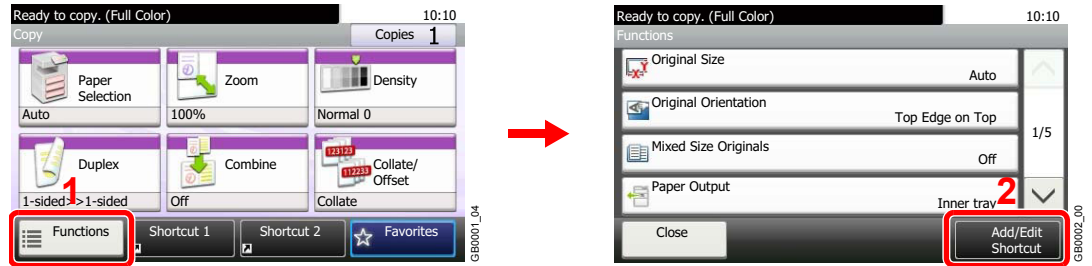 Ready to copy. (Full Color)
10:10
Copy
Copies 1
Paper
Selection
Auto
Zoom
100%
Density
Normal 0
Duplex
1-sided>>1-sided
Combine
Off
Collate/
Offset
123123
112233
Collate
1
Functions
Shortcut 1
Shortcut 2
Favorites
GB0001_04
Ready to copy. (Full Color)
10:10
Functions
Original Size
Auto
Original Orientation
Top Edge on Top
1/5
Mixed Size Originals
Off
Paper Output
Inner tray
2
Close
Add/Edit
Shortcut
GB0002_00